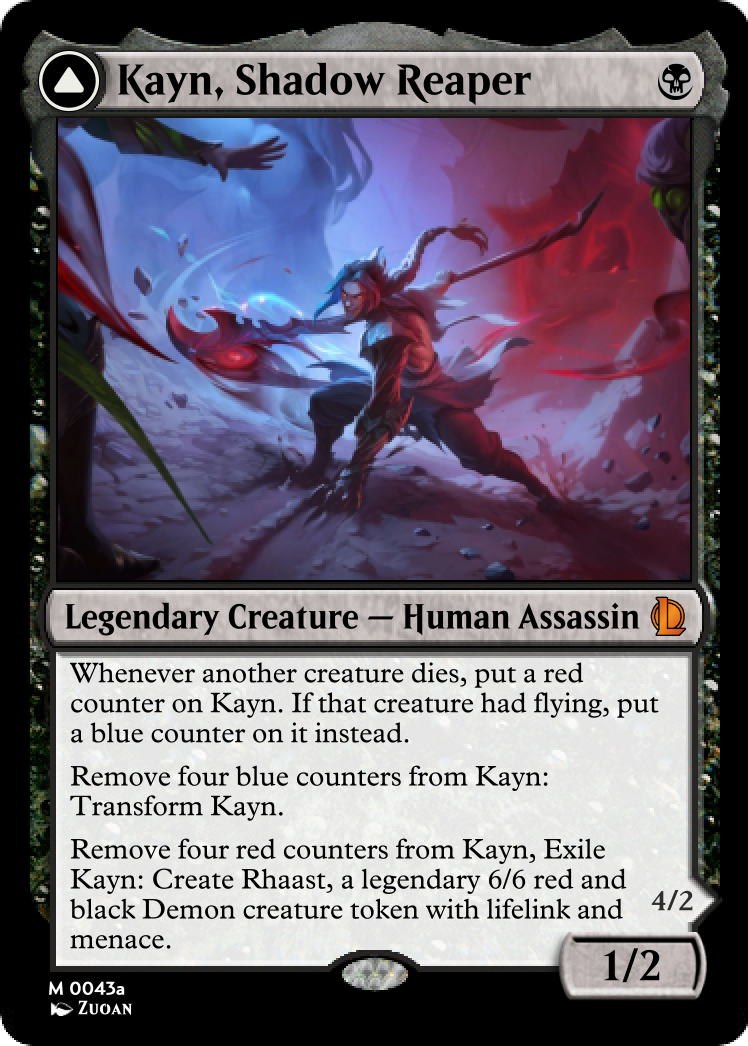 Kayn, Shadow Reaper
Legendary Creature — Human Assassin
Whenever another creature dies, put a red
counter on Kayn. If that creature had flying, put
a blue counter on it instead.
Remove four blue counters from Kayn:
Transform Kayn.
Remove four red counters from Kayn, Exile
Kayn: Create Rhaast, a legendary 6/6 red and
black Demon creature token with lifelink and
menace.
4/2
1/2
M 0043a
Zuoan